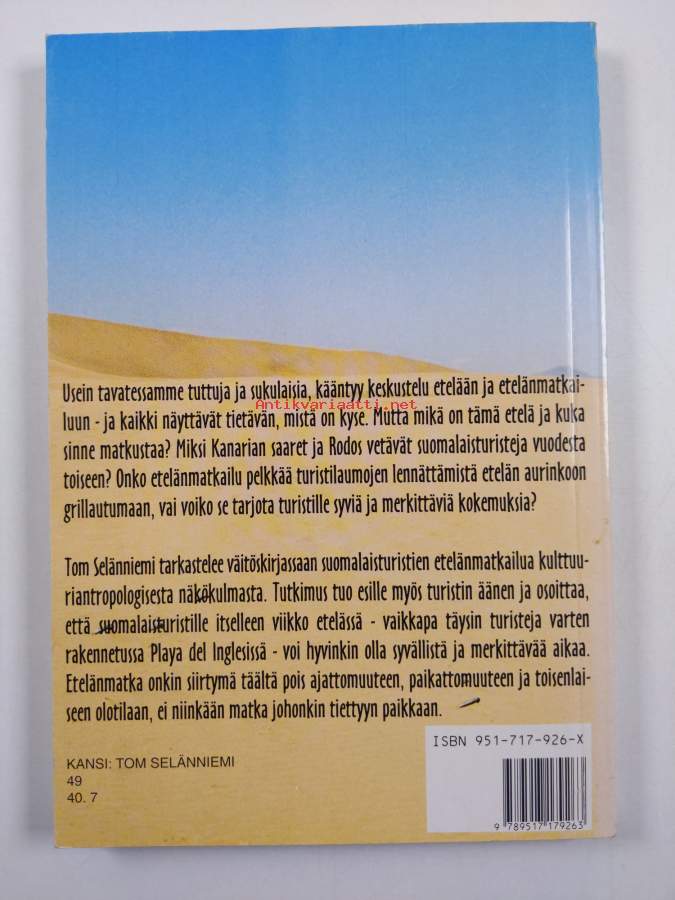 Usein tavatessamme tuttuja ja sukulaisia, kääntyy keskustelu etelään ja etelänmatkai-
luun - ja kaikki näyttävät tietävän, mistä on kyse. Mutta mikä on tämä etelä ja kuka
Antikvariaatti.net
sinne matkustaa? Miksi Kanarian saaret ja Rodos vetävät suomalaisturisteja vuodesta
toiseen? Onko etelänmatkailu pelkkää turistilaumojen lennättämistä etelän aurinkoon
grillautumaan, vai voiko se tarjota turistille syviä ja merkittäviä kokemuksia?
Tom Selänniemi tarkastelee väitöskirjassaan suomalaisturistien etelänmatkailua kulttuu-
riantropologisesta näkökulmasta. Tutkimus tuo esille myös turistin äänen ja osoittaa,
että suomalaisturistille itselleen viikko etelässä - vaikkapa täysin turisteja varten
rakennetussa Playa del Inglesissä - voi hyvinkin olla syvällistä ja merkittävää aikaa.
Etelänmatka onkin siirtymä täältä pois ajattomuuteen, paikattomuuteen ja toisenlai-
seen olotilaan, ei niinkään matka johonkin tiettyyn paikkaan.
ISBN 951-717-926-X
KANSI: TOM SELÄNNIEMI
49
40. 7
9 789517 179263